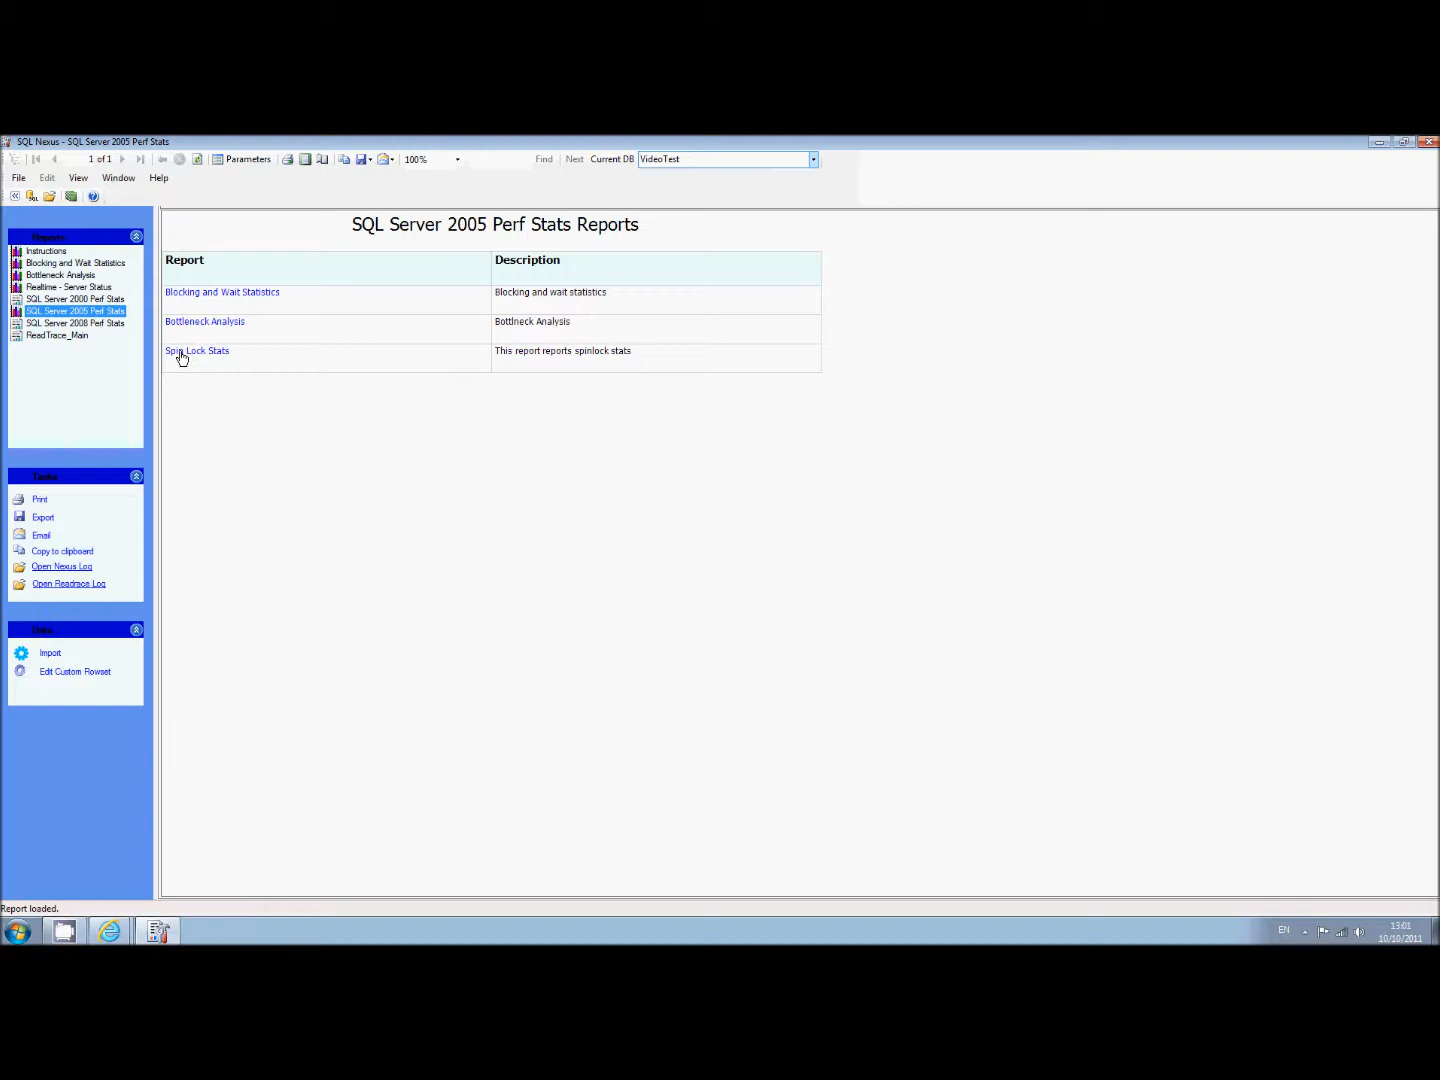 SQL Nexus - SQL Server 2005 Perf Stats
1 of 1 Parameters 100% Find Next Current DB VideoTest
File Edit View Window Help
Reports
Instructions
Blocking and Wait Statistics
Bottleneck Analysis
Realtime - Server Status
SQL Server 2000 Perf Stats
SQL Server 2005 Perf Stats
SQL Server 2008 Perf Stats
ReadTrace_Main
Tasks
Print
Export
Email
Copy to clipboard
Open Nexus Log
Open Readrace Log
Data
Import
Edit Custom Rowset
SQL Server 2005 Perf Stats Reports
Report Description
Blocking and Wait Statistics Blocking and wait statistics
Bottleneck Analysis Bottlneck Analysis
Spin Lock Stats This report reports spinlock stats
Report loaded.
EN 13:01
10/10/2011